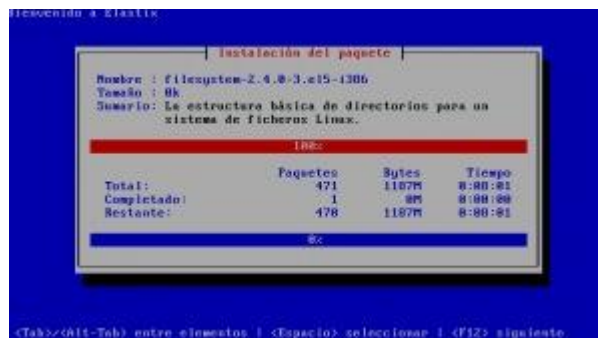 Bienvenido a Elastix
Instalación del paquete
Nombre : filesystem-2.4.0-3.el5-i386
Tamaño : 0k
Sumario: La estructura básica de directorios para un
sistema de ficheros Linux.
100%
Paquetes Bytes Tiempo
Total: 471 1187M 0:08:01
Completado: 1 0M 0:00:00
Restante: 470 1187M 0:08:01
0%
<Tab>/<Alt-Tab> entre elementos | <Espacio> seleccionar | <F12> siguiente